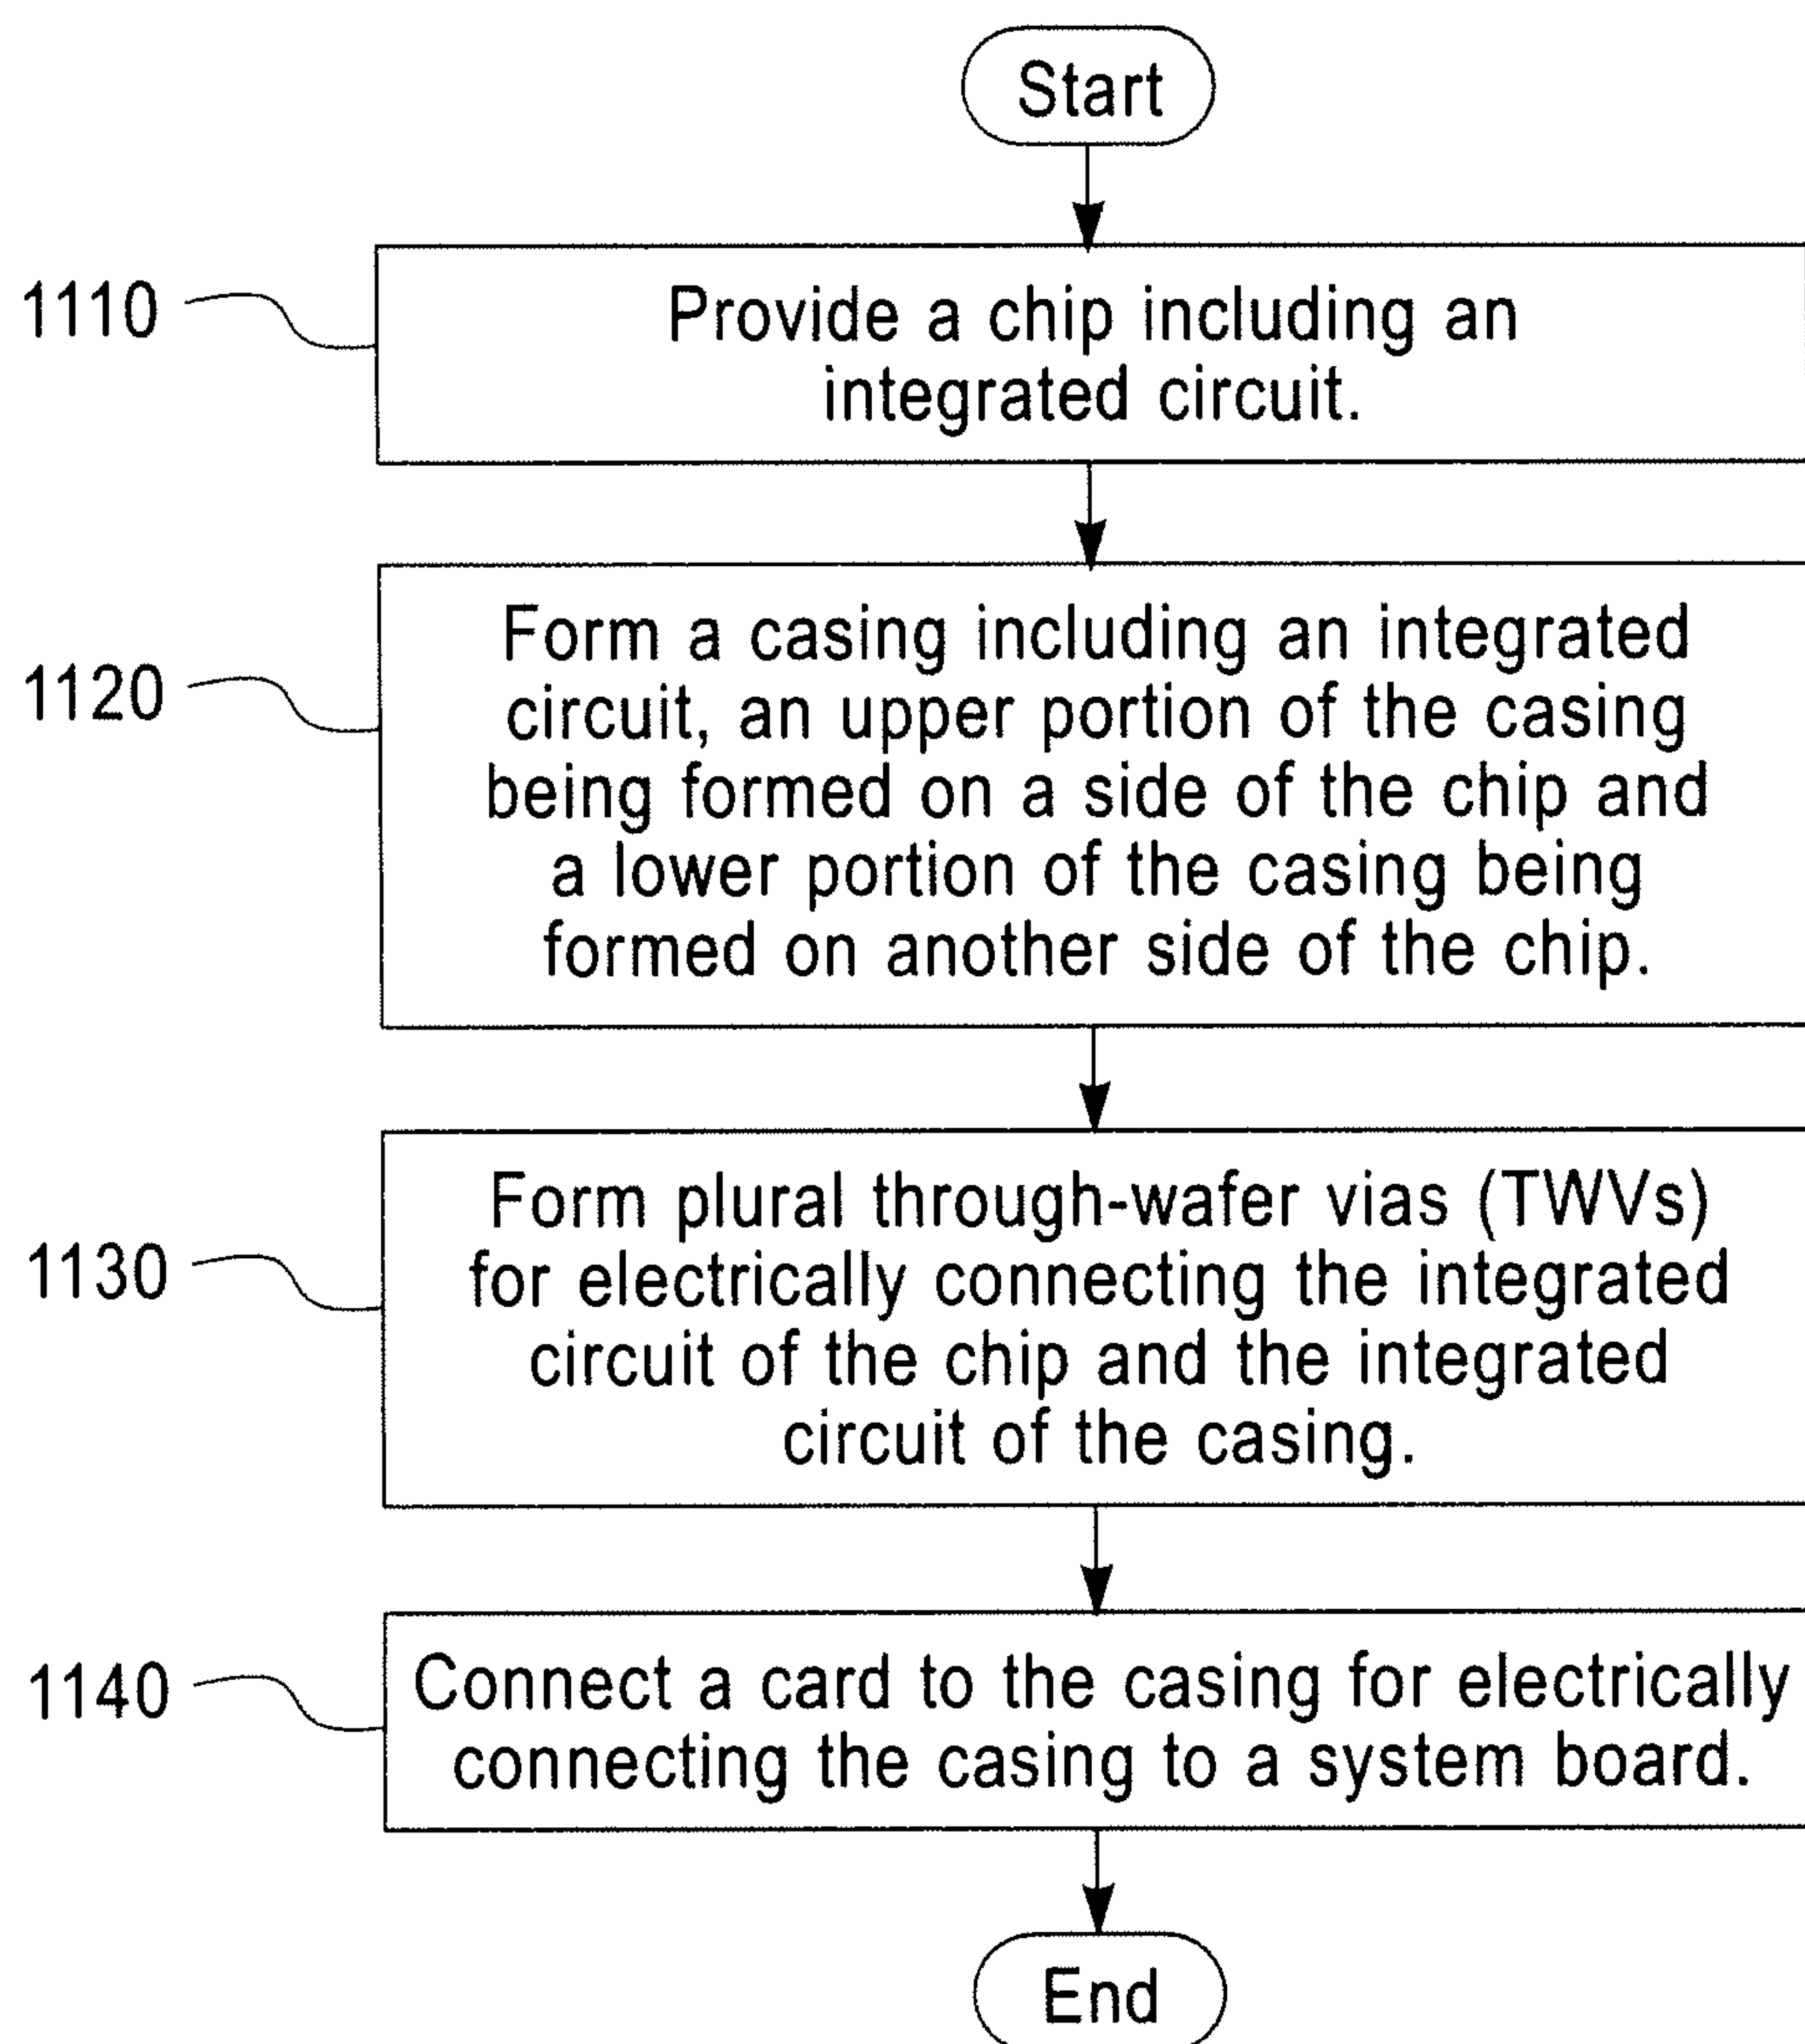 Start
1110
Provide a chip including an
integrated circuit.
1120
Form a casing including an integrated
circuit, an upper portion of the casing
being formed on a side of the chip and
a lower portion of the casing being
formed on another side of the chip.
1130
Form plural through-wafer vias (TWVs)
for electrically connecting the integrated
circuit of the chip and the integrated
circuit of the casing.
1140
Connect a card to the casing for electrically
connecting the casing to a system board.
End